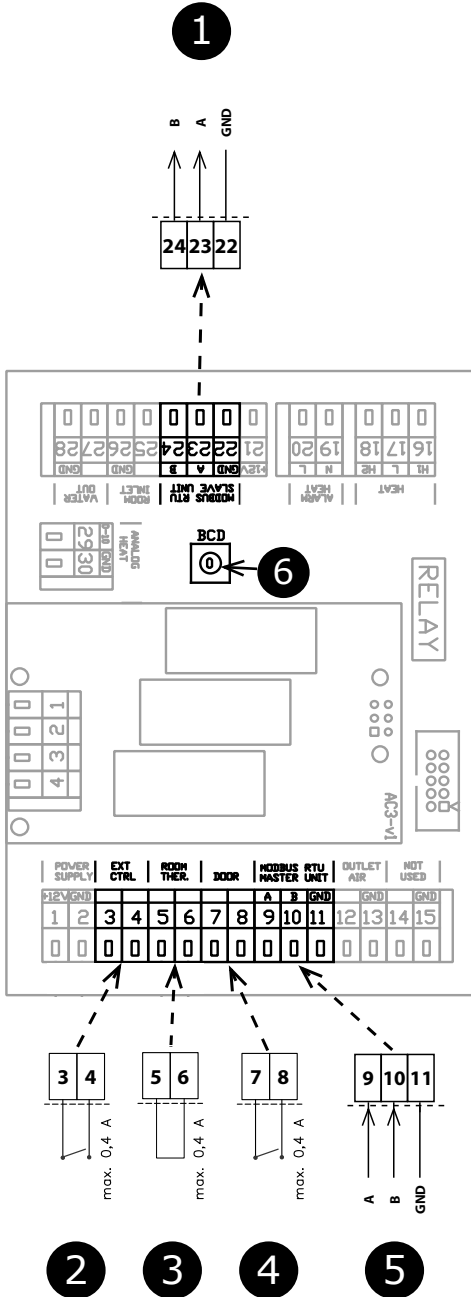 1
B A GND
24 23 22
28 27 26 25 24 23 22 21 20 19 18 17 16
GND GND B A GND +12V L N H2 L H1
WATER OUT
ROOM INLET
MODBUS RTU
SLAVE UNIT
ALARM HEAT
HEAT
29 0-10
30 GND
ANALOG HEAT
BCD
0
6
RELAY
1
2
3
4
AC3-v1
POWER SUPPLY
EXT CTRL
ROOM THER.
DOOR
MODBUS RTU
MASTER UNIT
OUTLET AIR
NOT USED
+12V GND A B GND GND GND
1 2 3 4 5 6 7 8 9 10 11 12 13 14 15
3 4
max. 0,4 A
5 6
max. 0,4 A
7 8
max. 0,4 A
9 10 11
A B GND
2 3 4 5